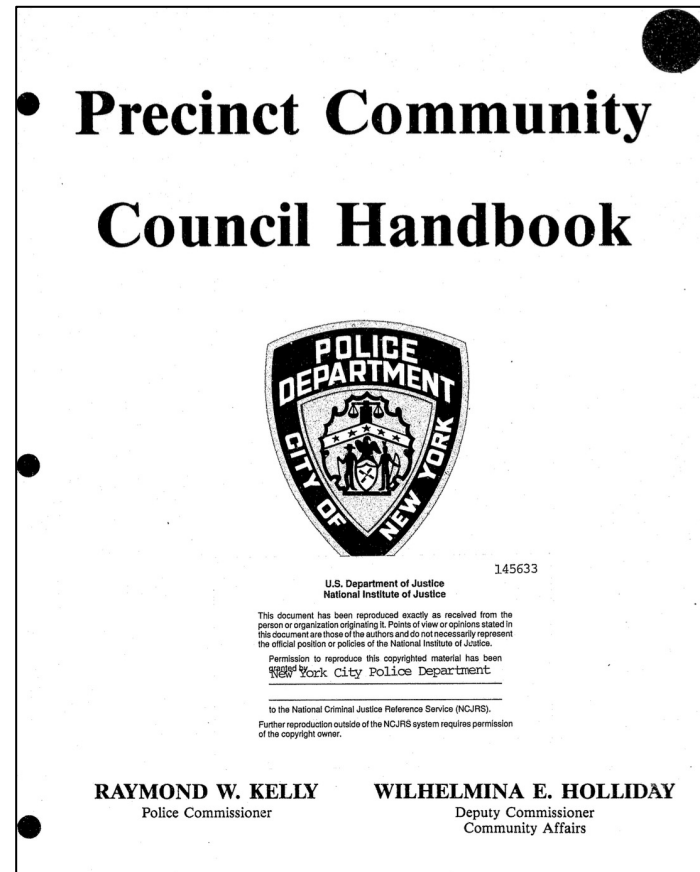 Precinct Community
Council Handbook
POLICE
DEPARTMENT
CITY OF
NEW YORK
145633
U.S. Department of Justice
National Institute of Justice
This document has been reproduced exactly as received from the
person or organization originating it. Points of view or opinions stated in
this document are those of the authors and do not necessarily represent
the official position or policies of the National Institute of Justice.
Permission to reproduce this copyrighted material has been
granted by
New York City Police Department
to the National Criminal Justice Reference Service (NCJRS).
Further reproduction outside of the NCJRS system requires permission
of the copyright owner.
RAYMOND W. KELLY
Police Commissioner
WILHELMINA E. HOLLIDAY
Deputy Commissioner
Community Affairs